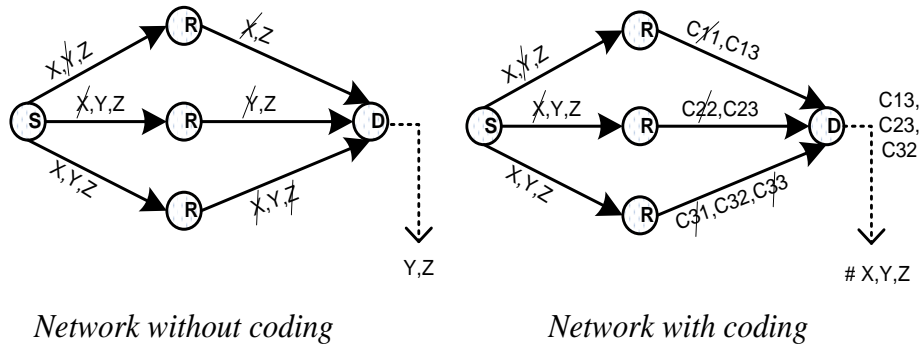 X,Y,Z
R
X,Z
S
X,Y,Z
R
Y,Z
D
X,Y,Z
R
X,Y,Z
Y,Z
Network without coding
X,Y,Z
R
C11,C13
S
X,Y,Z
R
C22,C23
D
C13,
C23,
C32
X,Y,Z
R
C31,C32,C33
# X,Y,Z
Network with coding